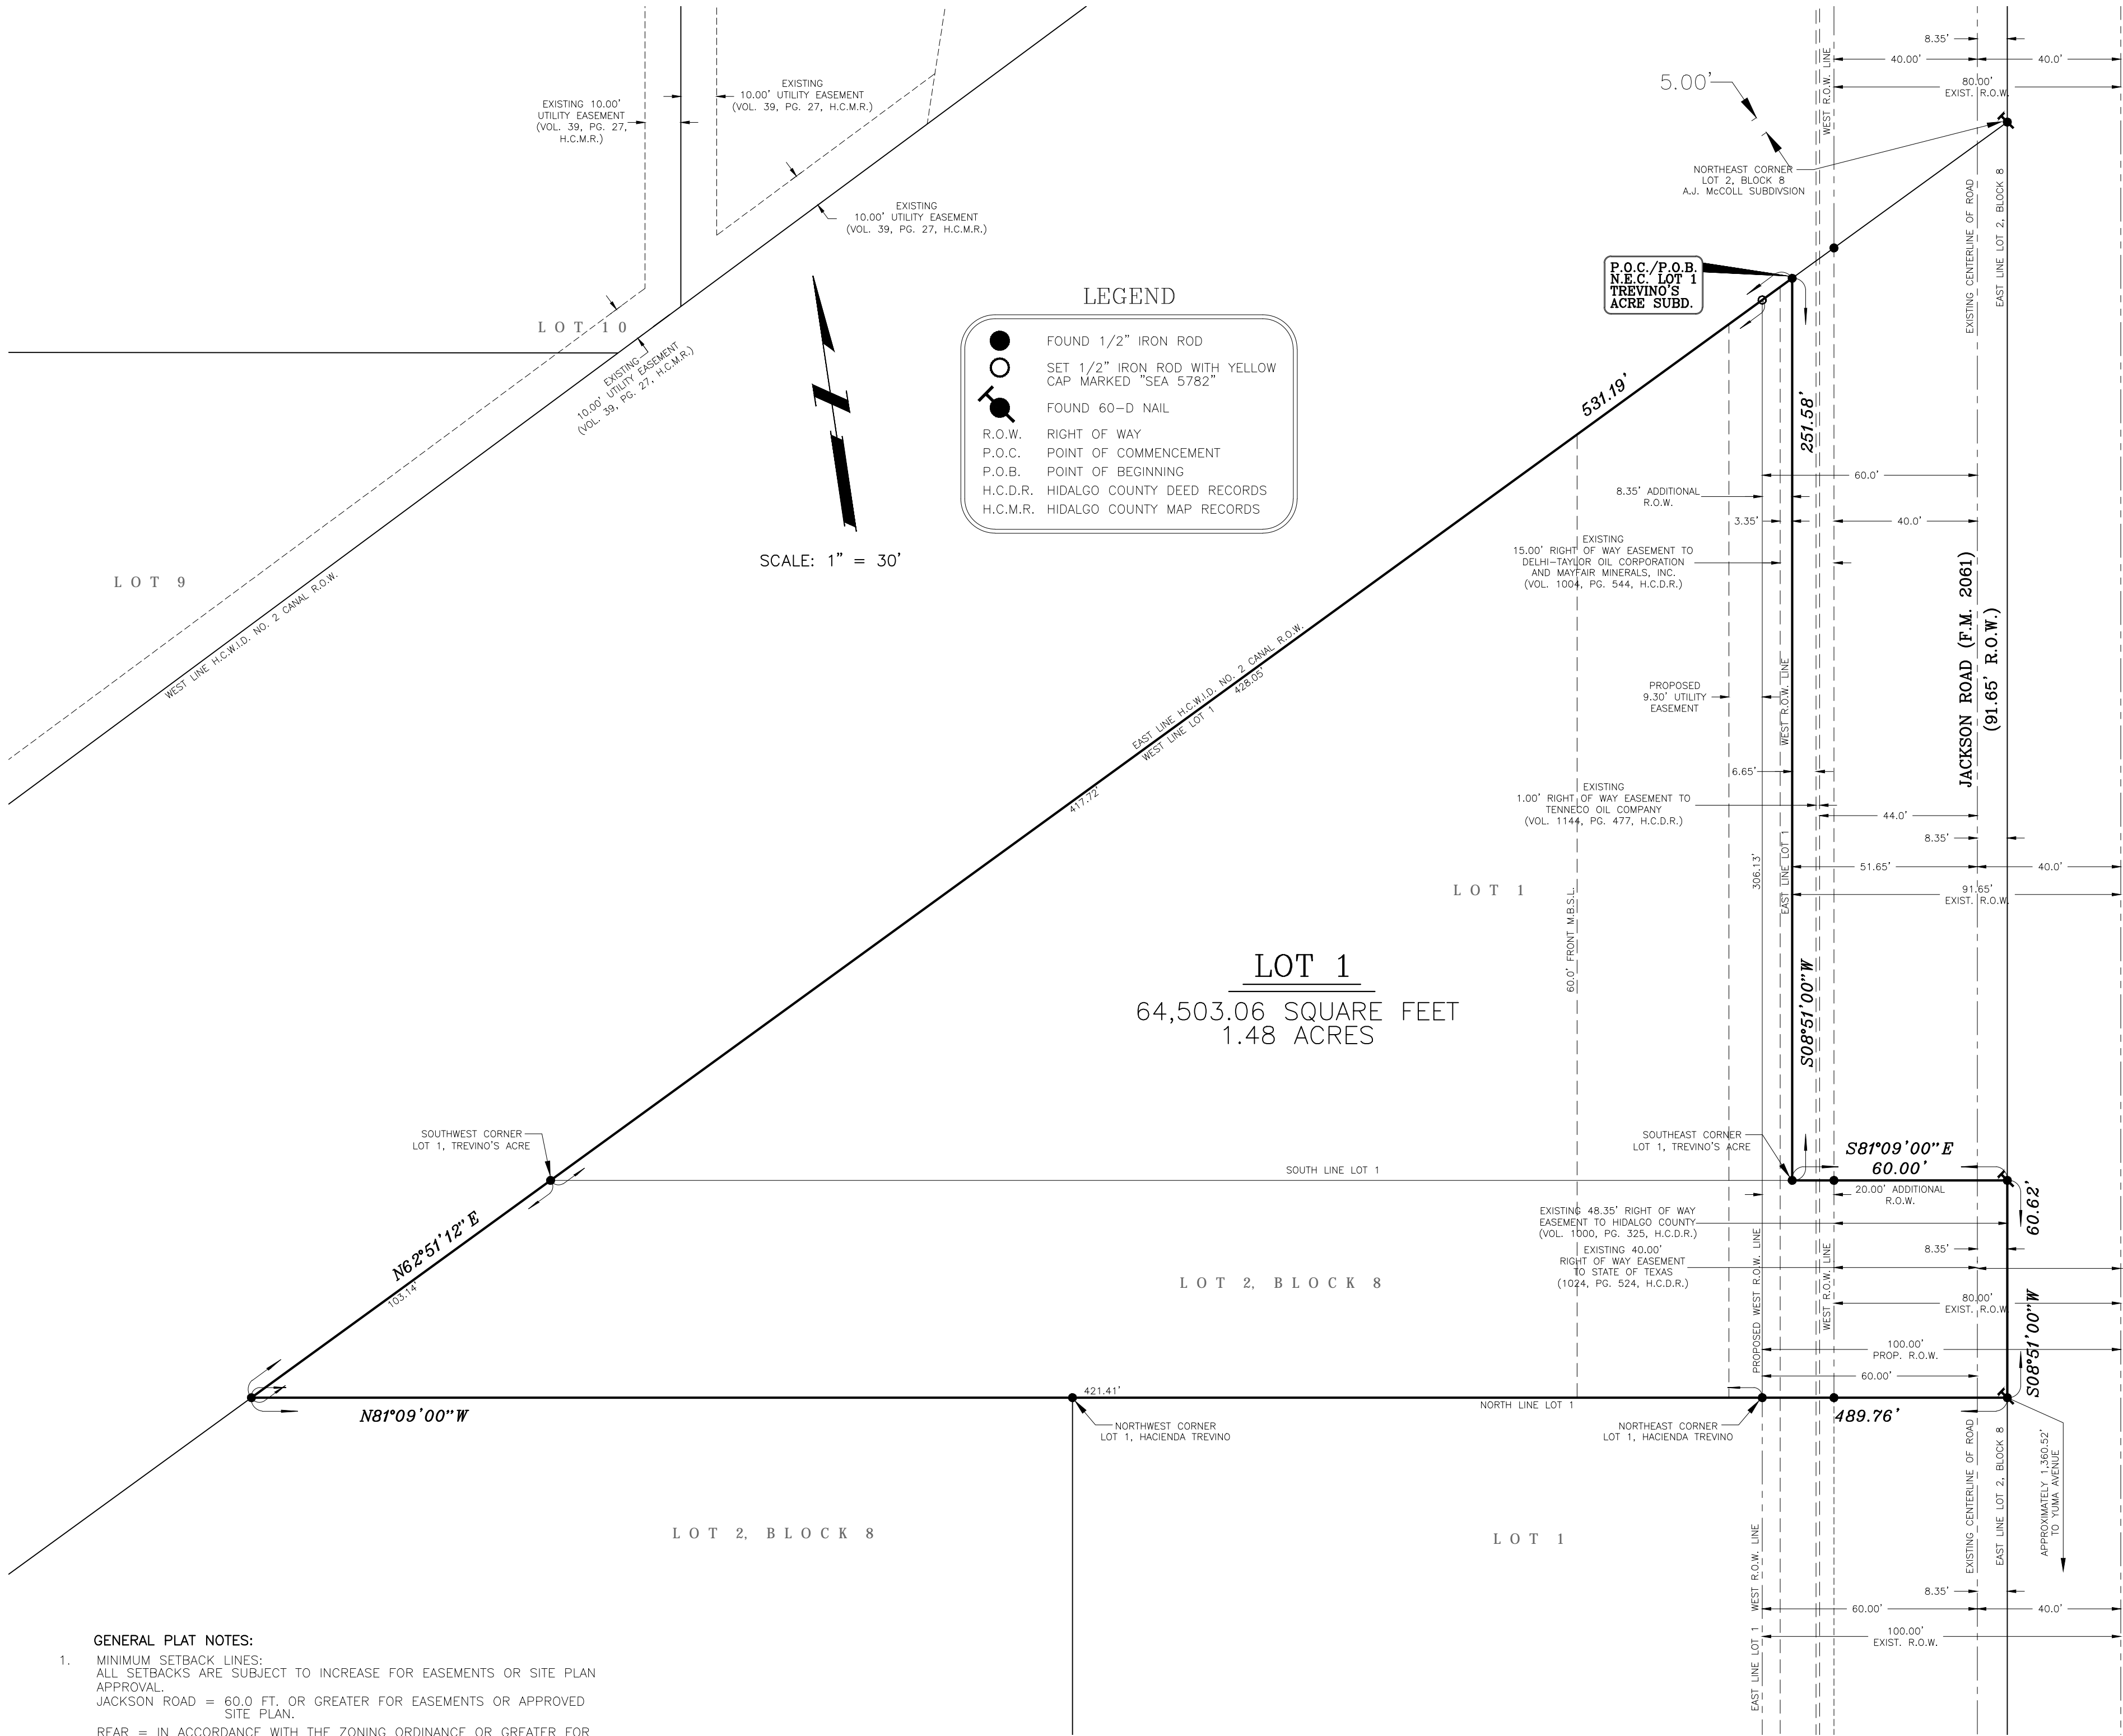 EXISTING 10.00'
UTILITY EASEMENT
(VOL. 39, PG. 27,
H.C.M.R.)
EXISTING
10.00' UTILITY EASEMENT
(VOL. 39, PG. 27, H.C.M.R.)
EXISTING
10.00' UTILITY EASEMENT
(VOL. 39, PG. 27, H.C.M.R.)
LOT 10
EXISTING
10.00' UTILITY EASEMENT
(VOL. 39, PG. 27, H.C.M.R.)
LOT 9
WEST LINE H.C.W.I.D. NO. 2 CANAL R.O.W.
SCALE: 1" = 30'
LEGEND
FOUND 1/2" IRON ROD
SET 1/2" IRON ROD WITH YELLOW
CAP MARKED "SEA 5782"
FOUND 60-D NAIL
R.O.W. RIGHT OF WAY
P.O.C. POINT OF COMMENCEMENT
P.O.B. POINT OF BEGINNING
H.C.D.R. HIDALGO COUNTY DEED RECORDS
H.C.M.R. HIDALGO COUNTY MAP RECORDS
5.00'
WEST R.O.W. LINE
8.35'
40.00'
40.0'
80.00'
EXIST. R.O.W.
NORTHEAST CORNER
LOT 2, BLOCK 8
A.J. McCOLL SUBDIVSION
EXISTING CENTERLINE OF ROAD
EAST LINE LOT 2, BLOCK 8
P.O.C./P.O.B.
N.E.C. LOT 1
TREVINO'S
ACRE SUBD.
531.19'
251.58'
60.0'
8.35' ADDITIONAL
R.O.W.
3.35'
40.0'
EXISTING
15.00' RIGHT OF WAY EASEMENT TO
DELHI-TAYLOR OIL CORPORATION
AND MAYFAIR MINERALS, INC.
(VOL. 1004, PG. 544, H.C.D.R.)
JACKSON ROAD (F.M. 2061)
(91.65' R.O.W.)
EAST LINE H.C.W.I.D. NO. 2 CANAL R.O.W.
428.05'
WEST LINE LOT 1
417.72'
PROPOSED
9.30' UTILITY
EASEMENT
WEST R.O.W. LINE
6.65'
EXISTING
1.00' RIGHT OF WAY EASEMENT TO
TENNECO OIL COMPANY
(VOL. 1144, PG. 477, H.C.D.R.)
44.0'
8.35'
EAST LINE LOT 1
306.13'
51.65'
40.0'
91.65'
EXIST. R.O.W.
LOT 1
60.0' FRONT M.B.S.L.
LOT 1
64,503.06 SQUARE FEET
1.48 ACRES
S08°51'00"W
SOUTHWEST CORNER
LOT 1, TREVINO'S ACRE
SOUTHEAST CORNER
LOT 1, TREVINO'S ACRE
S81°09'00"E
60.00'
SOUTH LINE LOT 1
20.00' ADDITIONAL
R.O.W.
60.62'
EXISTING 48.35' RIGHT OF WAY
EASEMENT TO HIDALGO COUNTY
(VOL. 1000, PG. 325, H.C.D.R.)
EXISTING 40.00'
RIGHT OF WAY EASEMENT
TO STATE OF TEXAS
(1024, PG. 524, H.C.D.R.)
8.35'
N62°51'12"E
103.14'
LOT 2, BLOCK 8
PROPOSED WEST R.O.W. LINE
WEST R.O.W. LINE
80.00'
EXIST. R.O.W.
S08°51'00"W
100.00'
PROP. R.O.W.
60.00'
421.41'
N81°09'00"W
NORTH LINE LOT 1
489.76'
NORTHWEST CORNER
LOT 1, HACIENDA TREVINO
NORTHEAST CORNER
LOT 1, HACIENDA TREVINO
EXISTING CENTERLINE OF ROAD
EAST LINE LOT 2, BLOCK 8
APPROXIMATELY 1,360.52'
TO YUMA AVENUE
LOT 2, BLOCK 8
LOT 1
WEST R.O.W. LINE
EAST LINE LOT 1
8.35'
60.00'
40.0'
100.00'
EXIST. R.O.W.
GENERAL PLAT NOTES:
1. MINIMUM SETBACK LINES:
ALL SETBACKS ARE SUBJECT TO INCREASE FOR EASEMENTS OR SITE PLAN
APPROVAL.
JACKSON ROAD = 60.0 FT. OR GREATER FOR EASEMENTS OR APPROVED
SITE PLAN.
REAR = IN ACCORDANCE WITH THE ZONING ORDINANCE OR GREATER FOR